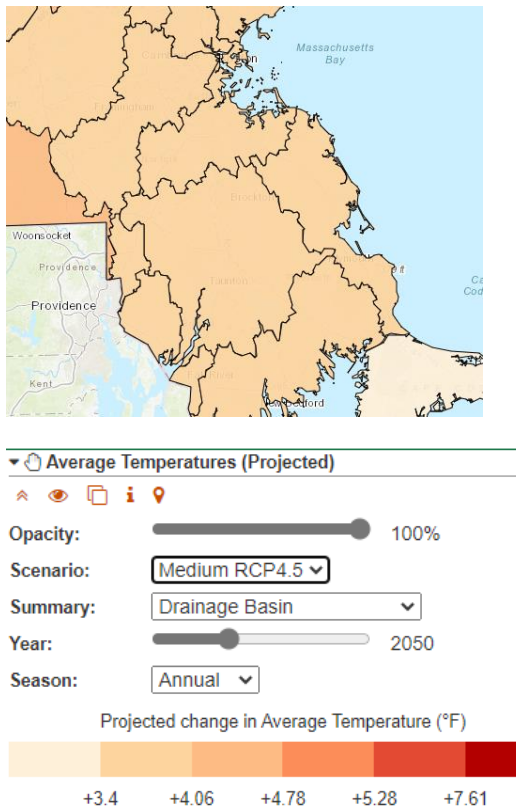 Massachusetts
Bay
Framingham
Brockton
Woonsocket
Providence
Taunton
Providence
Kent
Average Temperatures (Projected)
Opacity: 100%
Scenario: Medium RCP4.5
Summary: Drainage Basin
Year: 2050
Season: Annual
Projected change in Average Temperature (°F)
+3.4 +4.06 +4.78 +5.28 +7.61